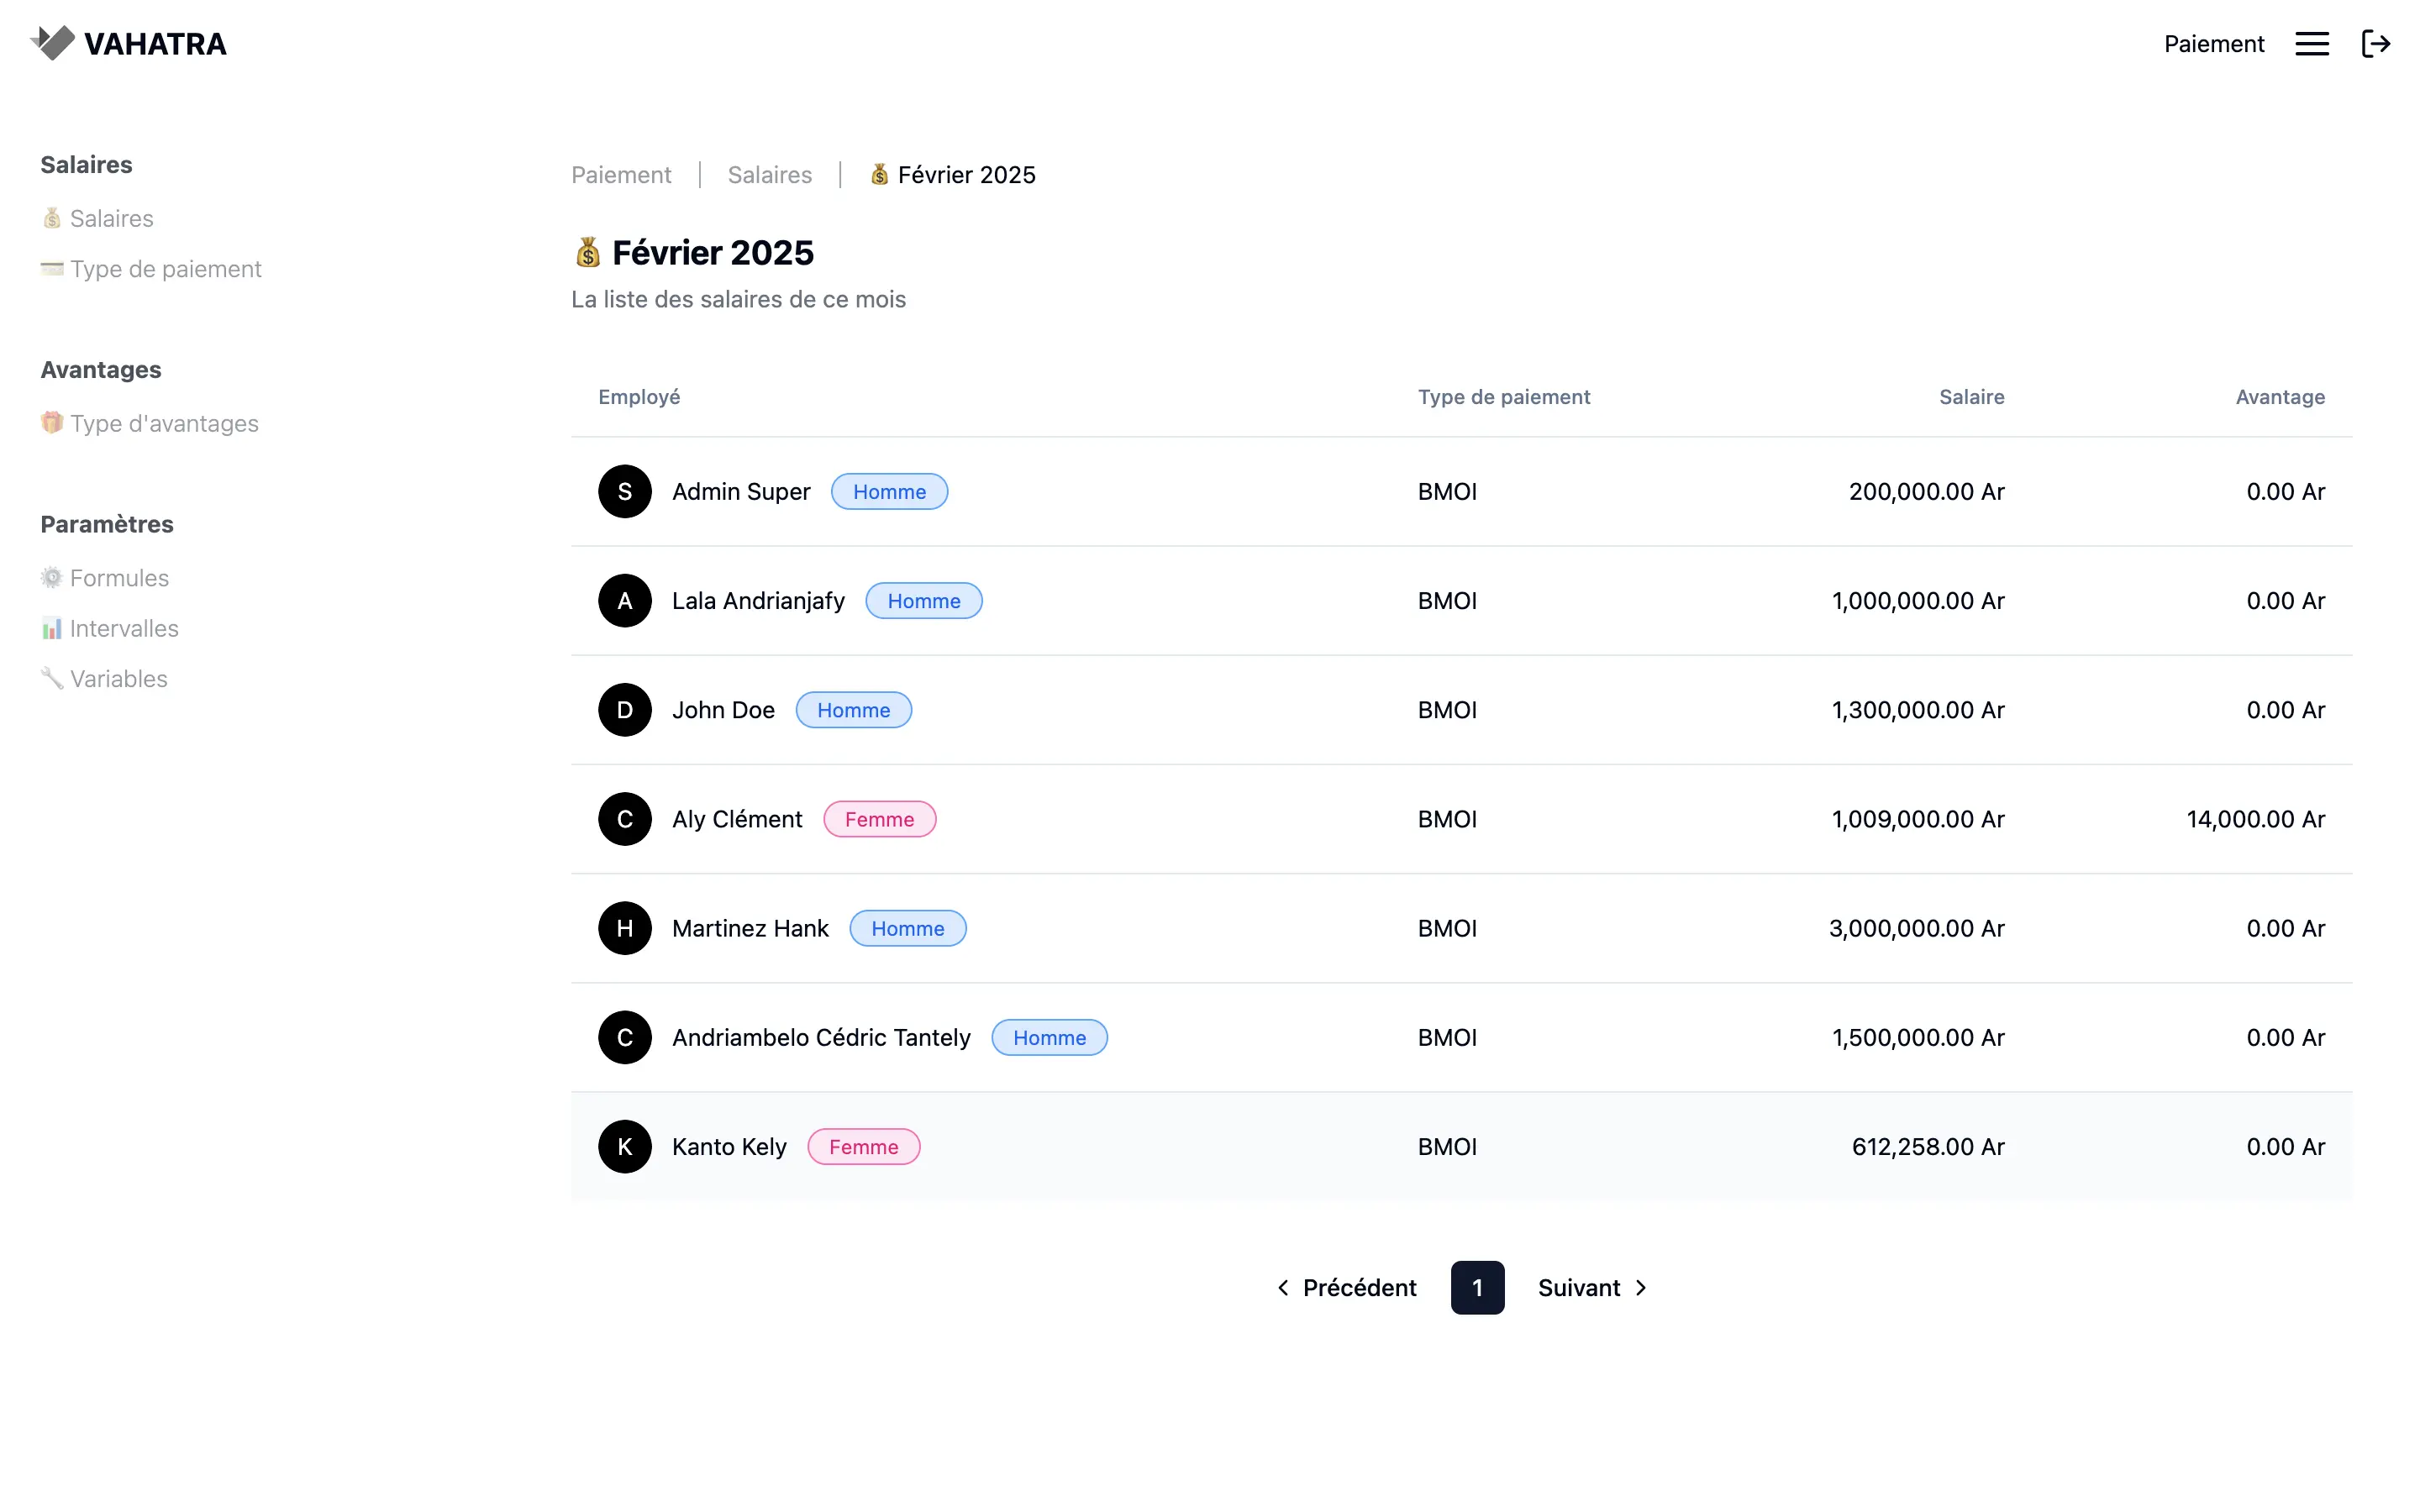 VAHATRA
Paiement
Salaires
Salaires
Type de paiement
Avantages
Type d'avantages
Paramètres
Formules
Intervalles
Variables
Paiement Salaires Février 2025
Février 2025
La liste des salaires de ce mois
Employé Type de paiement Salaire Avantage
S Admin Super Homme BMOI 200,000.00 Ar 0.00 Ar
A Lala Andrianjafy Homme BMOI 1,000,000.00 Ar 0.00 Ar
D John Doe Homme BMOI 1,300,000.00 Ar 0.00 Ar
C Aly Clément Femme BMOI 1,009,000.00 Ar 14,000.00 Ar
H Martinez Hank Homme BMOI 3,000,000.00 Ar 0.00 Ar
C Andriambelo Cédric Tantely Homme BMOI 1,500,000.00 Ar 0.00 Ar
K Kanto Kely Femme BMOI 612,258.00 Ar 0.00 Ar
Précédent 1 Suivant